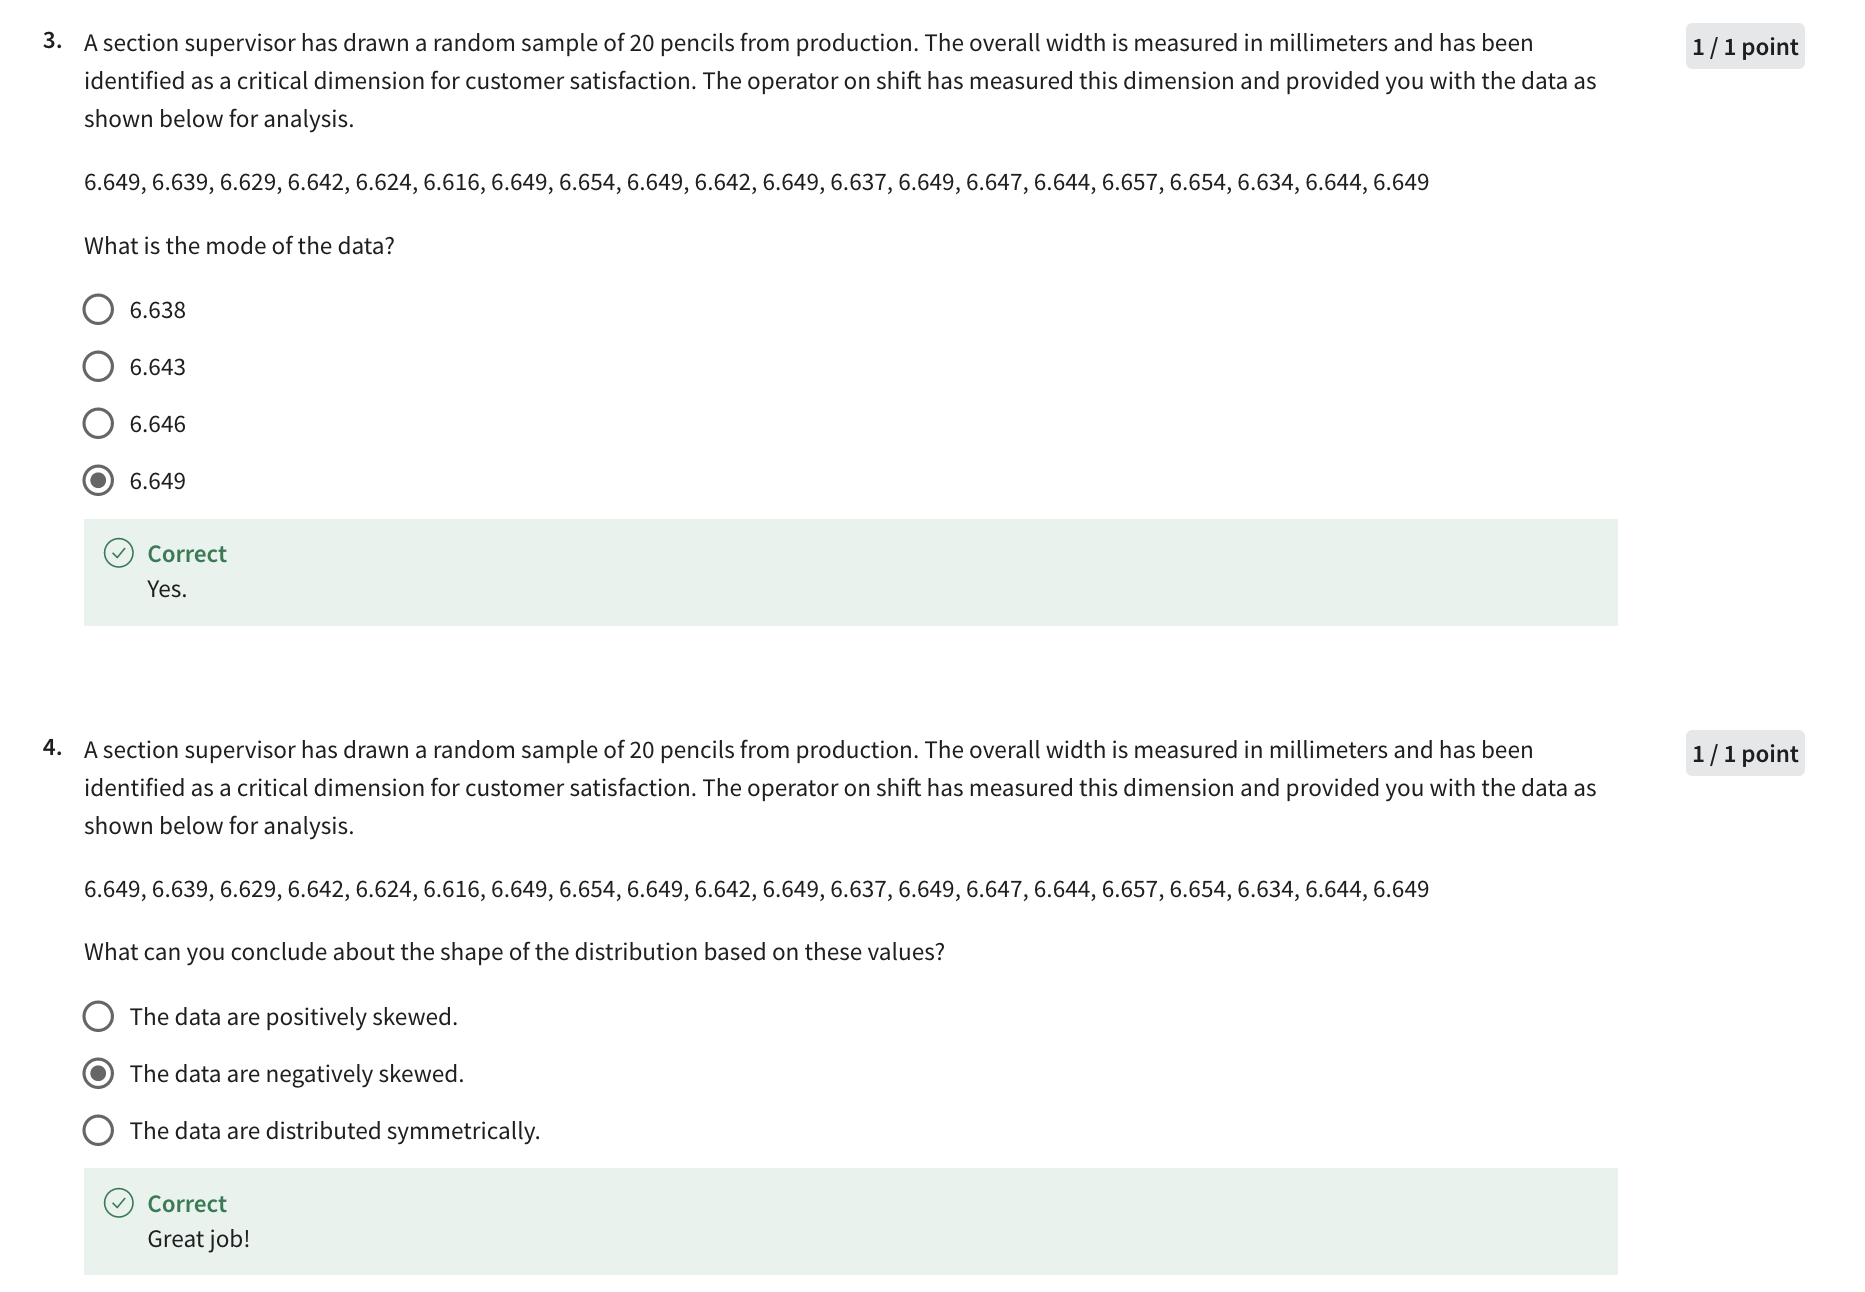 3. A section supervisor has drawn a random sample of 20 pencils from production. The overall width is measured in millimeters and has been
1 / 1 point
identified as a critical dimension for customer satisfaction. The operator on shift has measured this dimension and provided you with the data as
shown below for analysis.
6.649, 6.639, 6.629, 6.642, 6.624, 6.616, 6.649, 6.654, 6.649, 6.642, 6.649, 6.637, 6.649, 6.647, 6.644, 6.657, 6.654, 6.634, 6.644, 6.649
What is the mode of the data?
6.638
6.643
6.646
6.649
Correct
Yes.
4. A section supervisor has drawn a random sample of 20 pencils from production. The overall width is measured in millimeters and has been
1 / 1 point
identified as a critical dimension for customer satisfaction. The operator on shift has measured this dimension and provided you with the data as
shown below for analysis.
6.649, 6.639, 6.629, 6.642, 6.624, 6.616, 6.649, 6.654, 6.649, 6.642, 6.649, 6.637, 6.649, 6.647, 6.644, 6.657, 6.654, 6.634, 6.644, 6.649
What can you conclude about the shape of the distribution based on these values?
The data are positively skewed.
The data are negatively skewed.
The data are distributed symmetrically.
Correct
Great job!